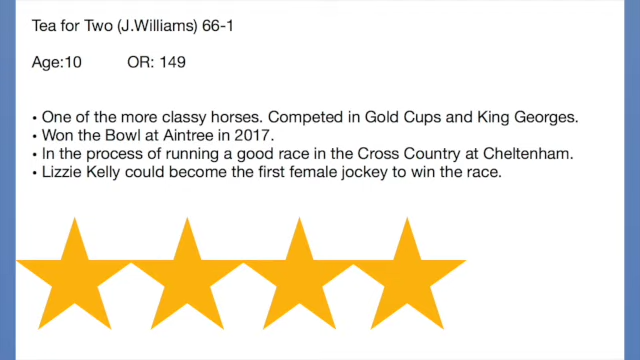 Tea for Two (J.Williams) 66-1
Age:10 OR: 149
• One of the more classy horses. Competed in Gold Cups and King Georges.
• Won the Bowl at Aintree in 2017.
• In the process of running a good race in the Cross Country at Cheltenham.
• Lizzie Kelly could become the first female jockey to win the race.